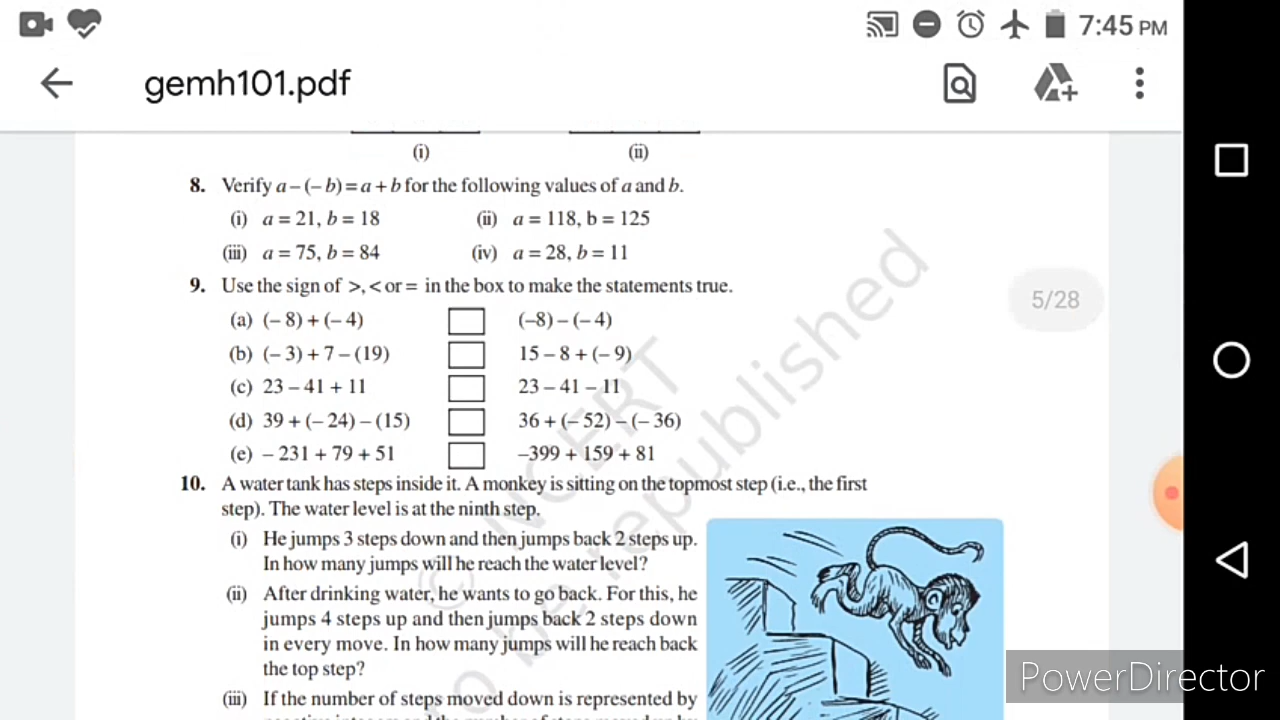 7:45 PM
gemh101.pdf
(i) (ii)
8. Verify a – (– b) = a + b for the following values of a and b.
(i) a = 21, b = 18 (ii) a = 118, b = 125
(iii) a = 75, b = 84 (iv) a = 28, b = 11
9. Use the sign of >, < or = in the box to make the statements true.
(a) (– 8) + (– 4) (–8) – (– 4)
(b) (– 3) + 7 – (19) 15 – 8 + (– 9)
(c) 23 – 41 + 11 23 – 41 – 11
(d) 39 + (– 24) – (15) 36 + (– 52) – (– 36)
(e) – 231 + 79 + 51 –399 + 159 + 81
5/28
10. A water tank has steps inside it. A monkey is sitting on the topmost step (i.e., the first
step). The water level is at the ninth step.
(i) He jumps 3 steps down and then jumps back 2 steps up.
In how many jumps will he reach the water level?
(ii) After drinking water, he wants to go back. For this, he
jumps 4 steps up and then jumps back 2 steps down
in every move. In how many jumps will he reach back
the top step?
(iii) If the number of steps moved down is represented by
© NCERT
o be republished
PowerDirector